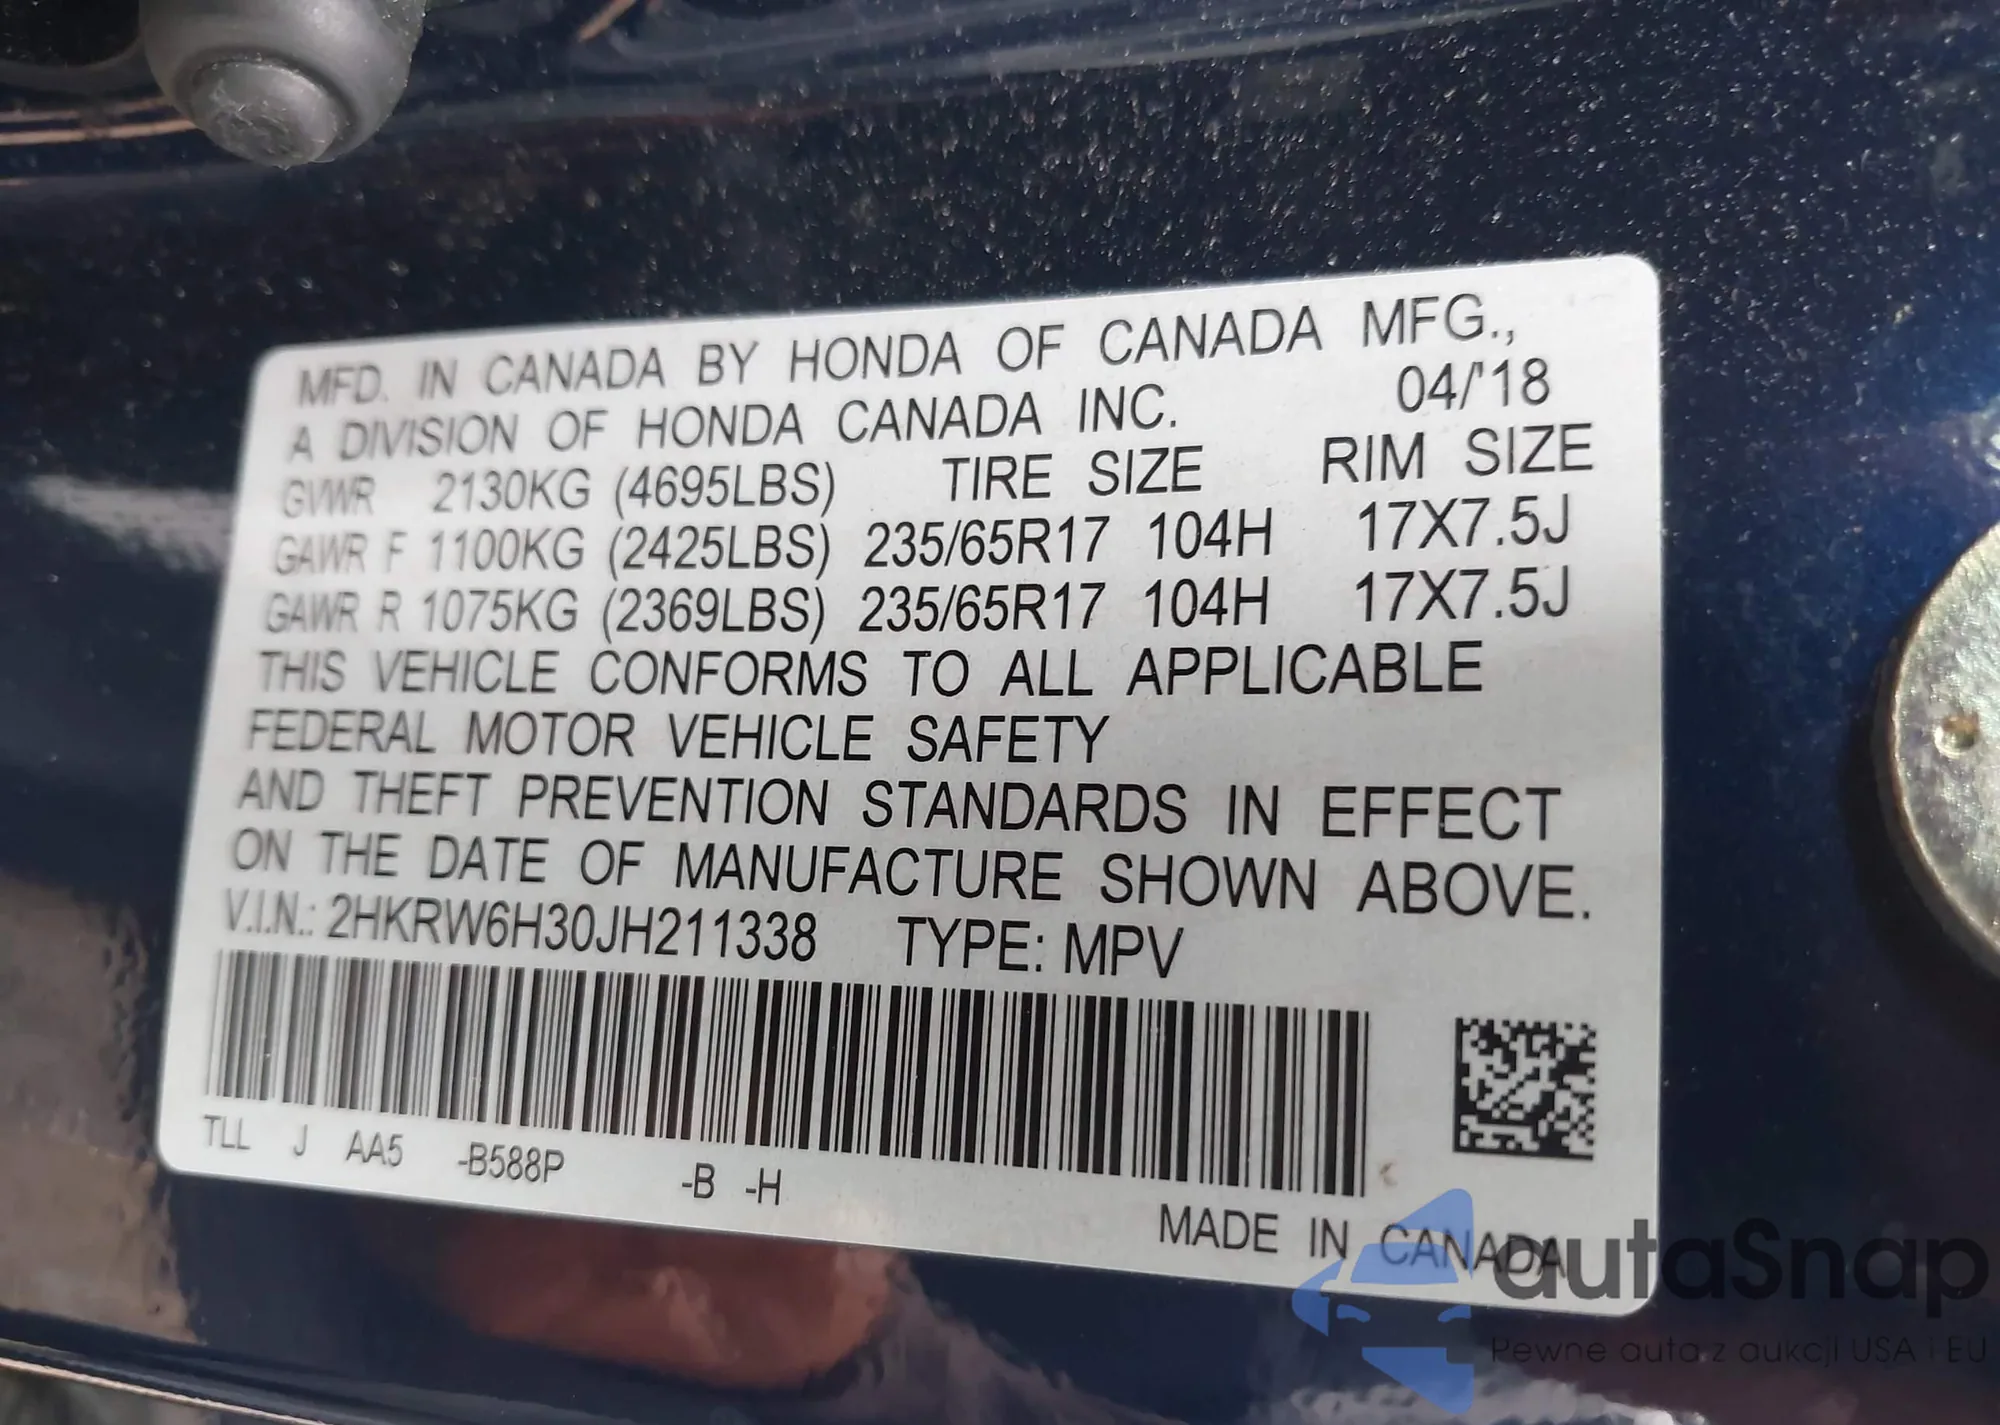 MFD. IN CANADA BY HONDA OF CANADA MFG.,
A DIVISION OF HONDA CANADA INC. 04/'18
GVWR 2130KG (4695LBS) TIRE SIZE RIM SIZE
GAWR F 1100KG (2425LBS) 235/65R17 104H 17X7.5J
GAWR R 1075KG (2369LBS) 235/65R17 104H 17X7.5J
THIS VEHICLE CONFORMS TO ALL APPLICABLE
FEDERAL MOTOR VEHICLE SAFETY
AND THEFT PREVENTION STANDARDS IN EFFECT
ON THE DATE OF MANUFACTURE SHOWN ABOVE.
V.I.N.: 2HKRW6H30JH211338 TYPE: MPV
TLL J AA5 -B588P -B -H
MADE IN CANADA
autaSnap
Pewne auta z aukcji USA i EU